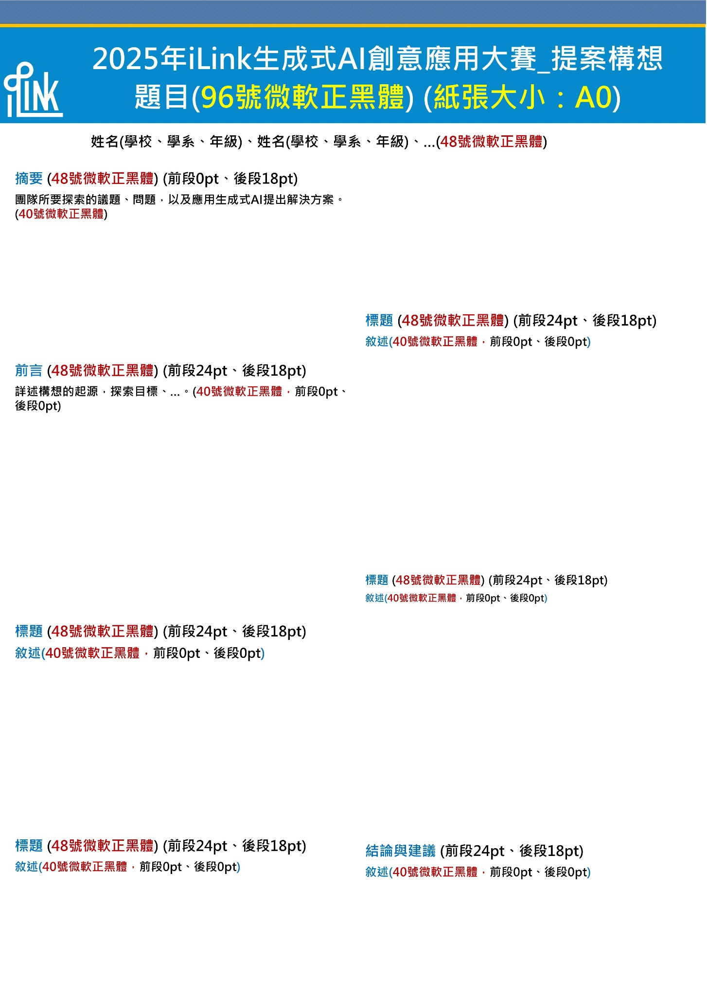 2025年iLink生成式AI創意應用大賽_提案構想
題目(96號微軟正黑體) (紙張大小：A0)
iLINK
姓名(學校、學系、年級)、姓名(學校、學系、年級)、...(48號微軟正黑體)
摘要 (48號微軟正黑體) (前段0pt、後段18pt)
團隊所要探索的議題、問題，以及應用生成式AI提出解決方案。
(40號微軟正黑體)
前言 (48號微軟正黑體) (前段24pt、後段18pt)
詳述構想的起源，探索目標、...。(40號微軟正黑體，前段0pt、
後段0pt)
標題 (48號微軟正黑體) (前段24pt、後段18pt)
敘述(40號微軟正黑體，前段0pt、後段0pt)
標題 (48號微軟正黑體) (前段24pt、後段18pt)
敘述(40號微軟正黑體，前段0pt、後段0pt)
標題 (48號微軟正黑體) (前段24pt、後段18pt)
敘述(40號微軟正黑體，前段0pt、後段0pt)
標題 (48號微軟正黑體) (前段24pt、後段18pt)
敘述(40號微軟正黑體，前段0pt、後段0pt)
結論與建議 (前段24pt、後段18pt)
敘述(40號微軟正黑體，前段0pt、後段0pt)